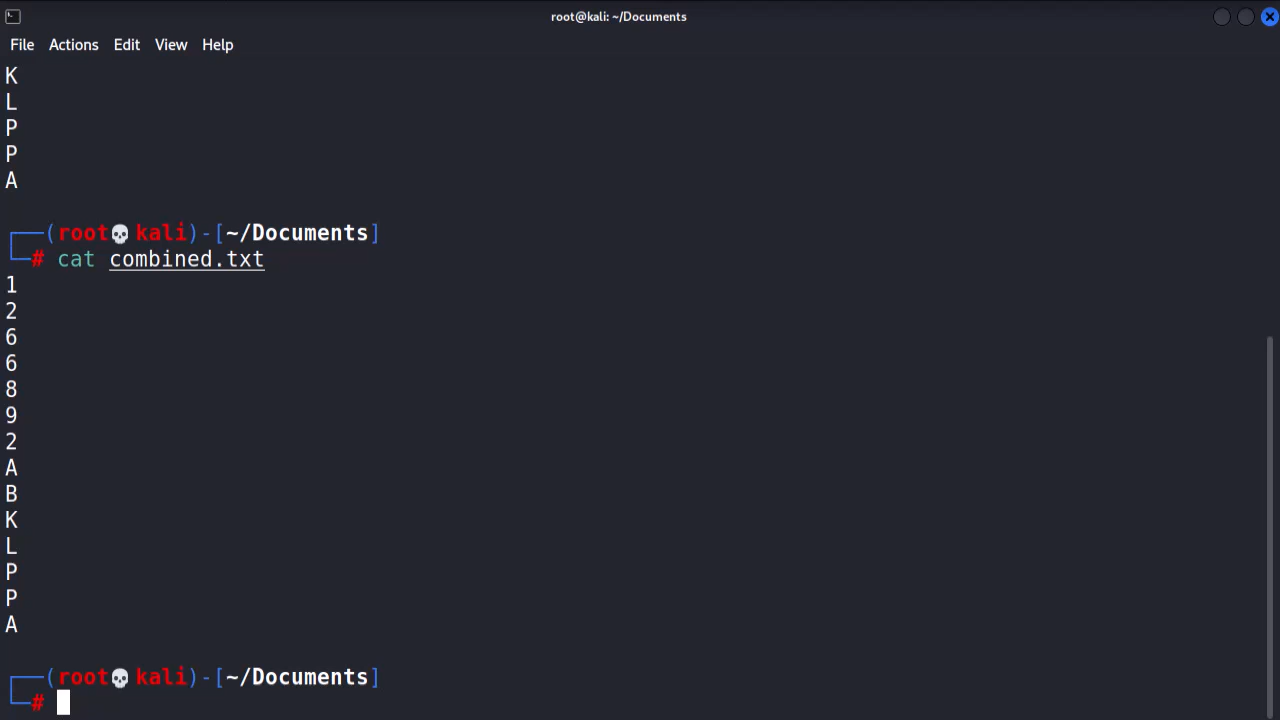 root@kali: ~/Documents
File Actions Edit View Help
K
L
P
P
A
┌──(root💀kali)-[~/Documents]
└─# cat combined.txt
1
2
6
6
8
9
2
A
B
K
L
P
P
A
┌──(root💀kali)-[~/Documents]
└─#